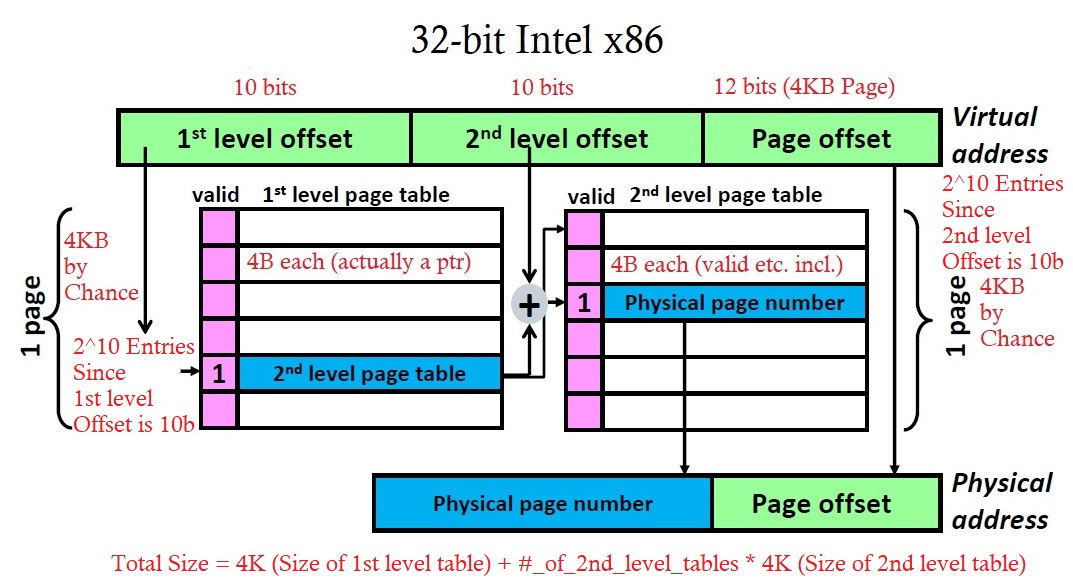 32-bit Intel x86
10 bits
10 bits
12 bits (4KB Page)
1st level offset
2nd level offset
Page offset
Virtual
address
valid
1st level page table
valid
2nd level page table
2^10 Entries
Since
2nd level
Offset is 10b
4KB
by
Chance
1 page
4B each (actually a ptr)
4B each (valid etc. incl.)
4KB
by
Chance
1 page
+
1
Physical page number
2^10 Entries
Since
1st level
Offset is 10b
1
2nd level page table
Physical page number
Page offset
Physical
address
Total Size = 4K (Size of 1st level table) + #_of_2nd_level_tables * 4K (Size of 2nd level table)